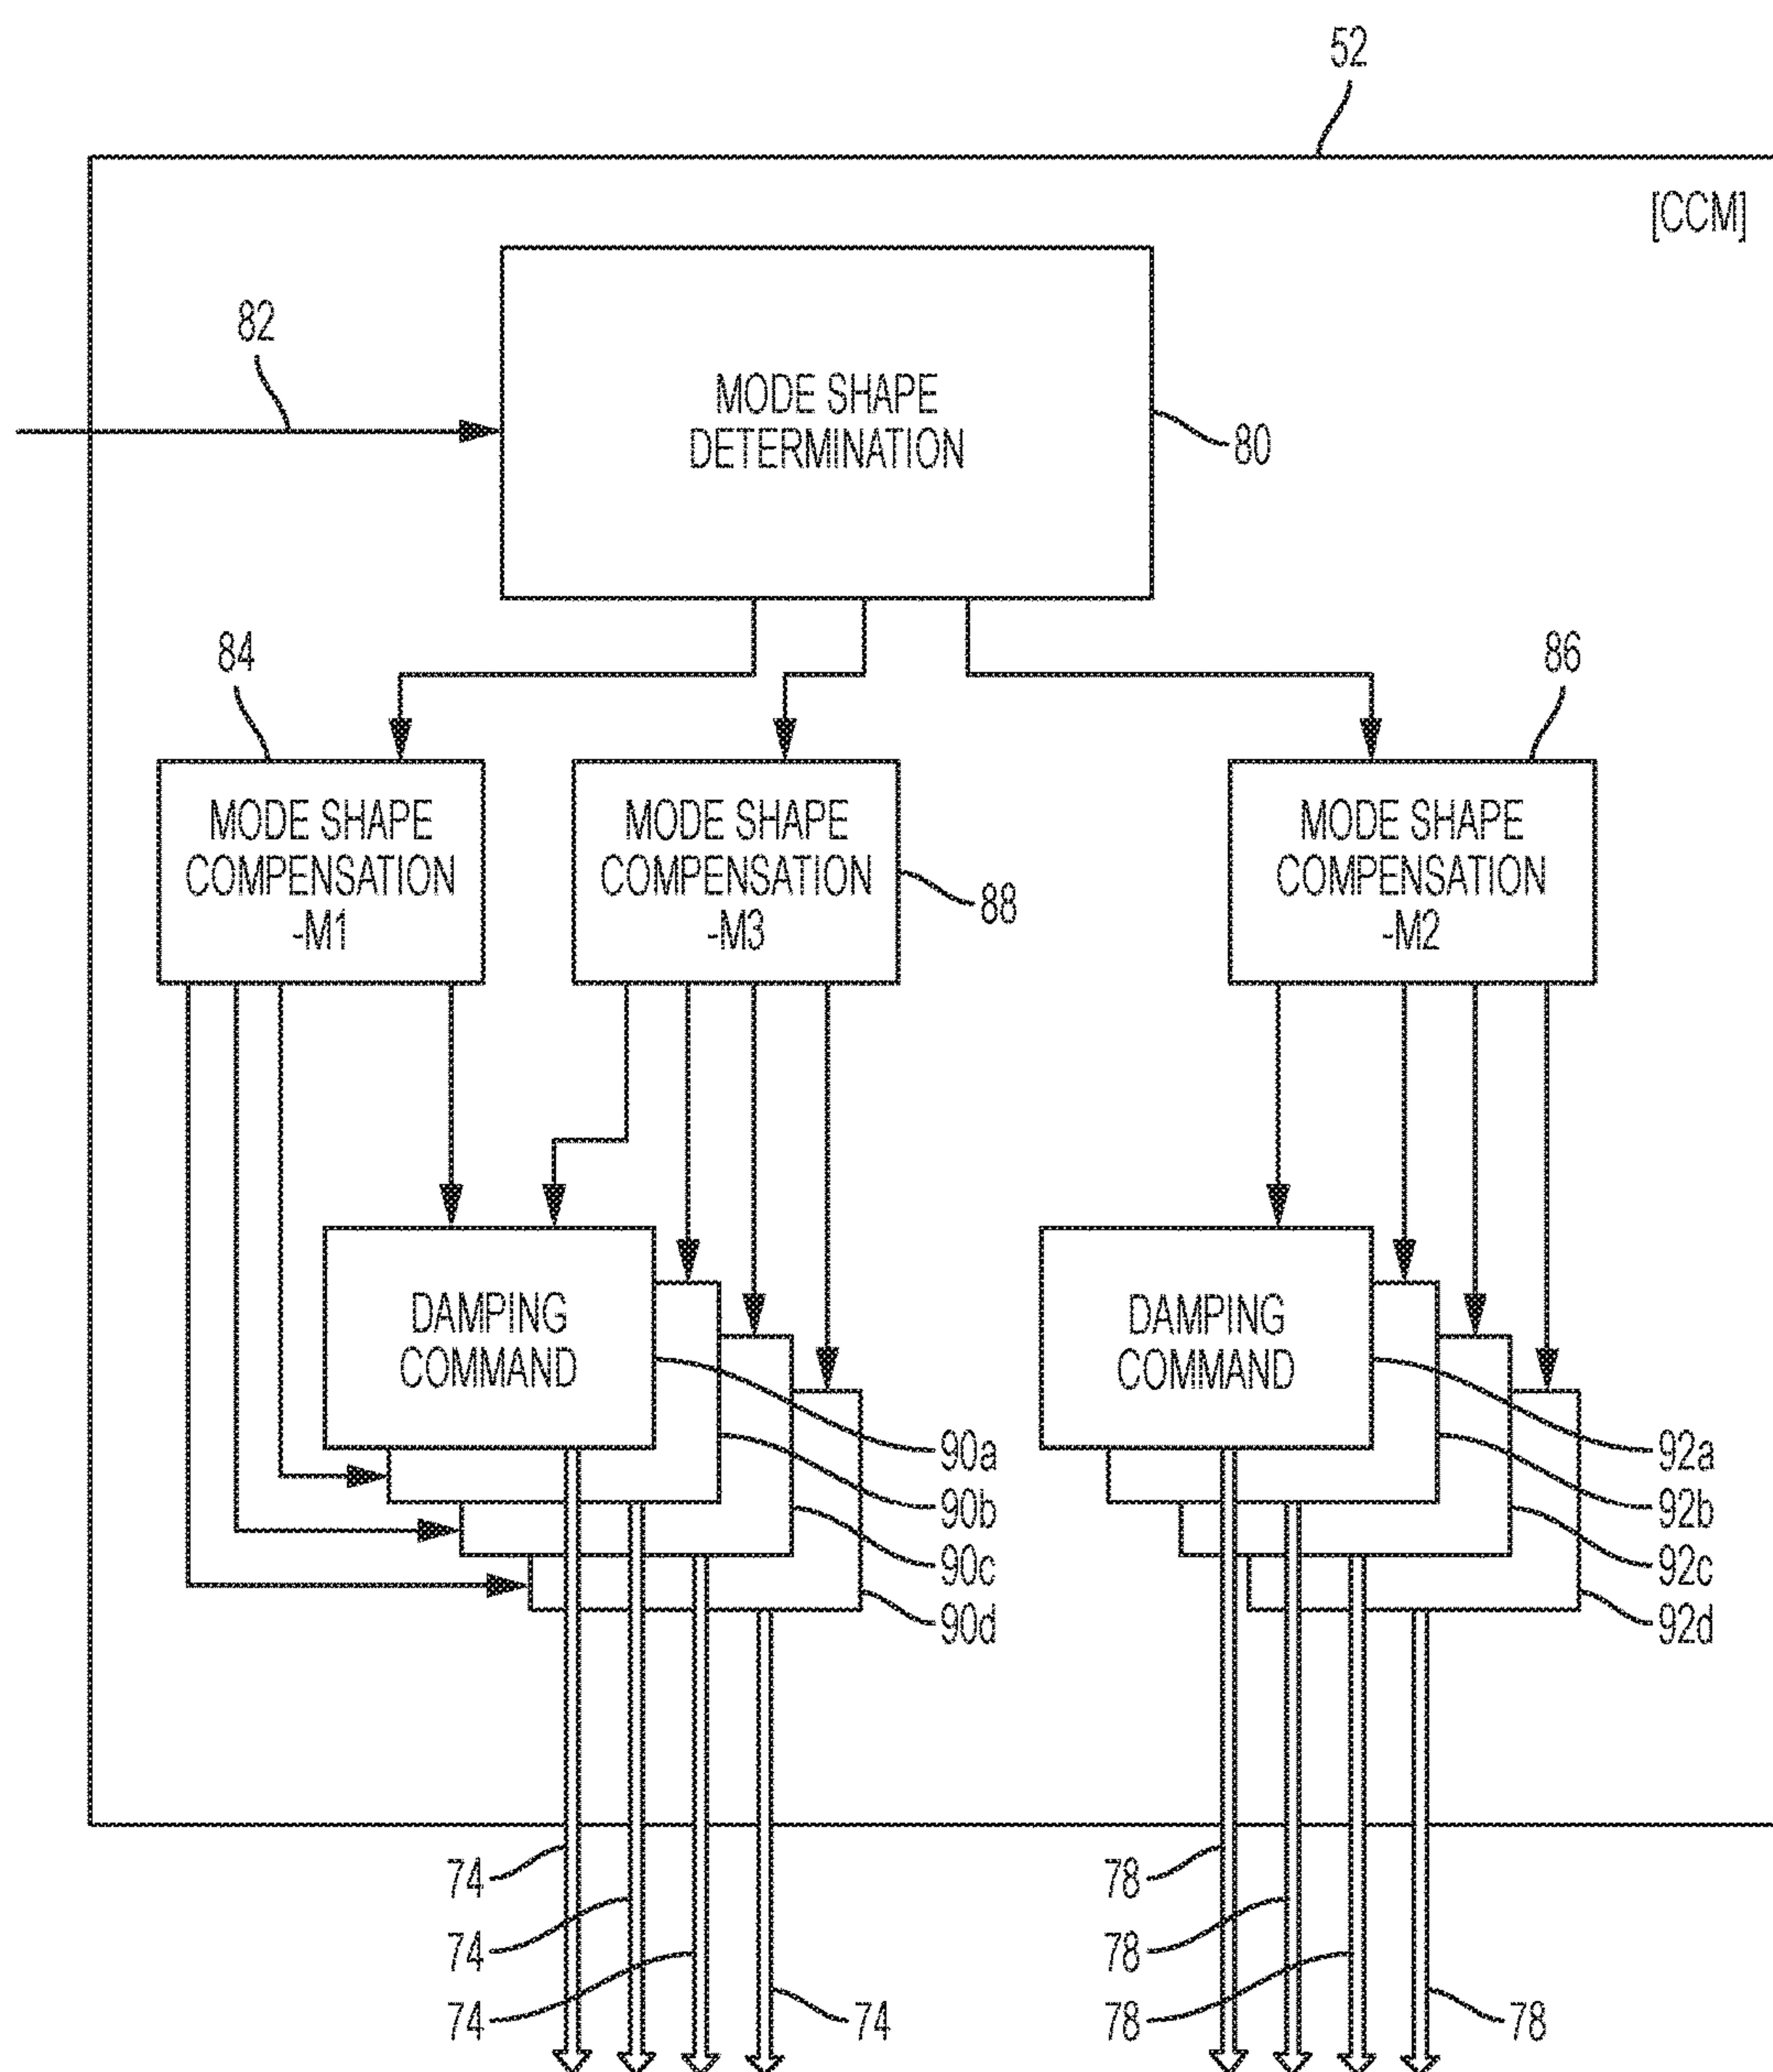 52
[CCM]
82
MODE SHAPE
DETERMINATION
80
84
86
MODE SHAPE
COMPENSATION
-M1
MODE SHAPE
COMPENSATION
-M3
88
MODE SHAPE
COMPENSATION
-M2
DAMPING
COMMAND
90a
90b
90c
90d
DAMPING
COMMAND
92a
92b
92c
92d
74
74
74
74
78
78
78
78